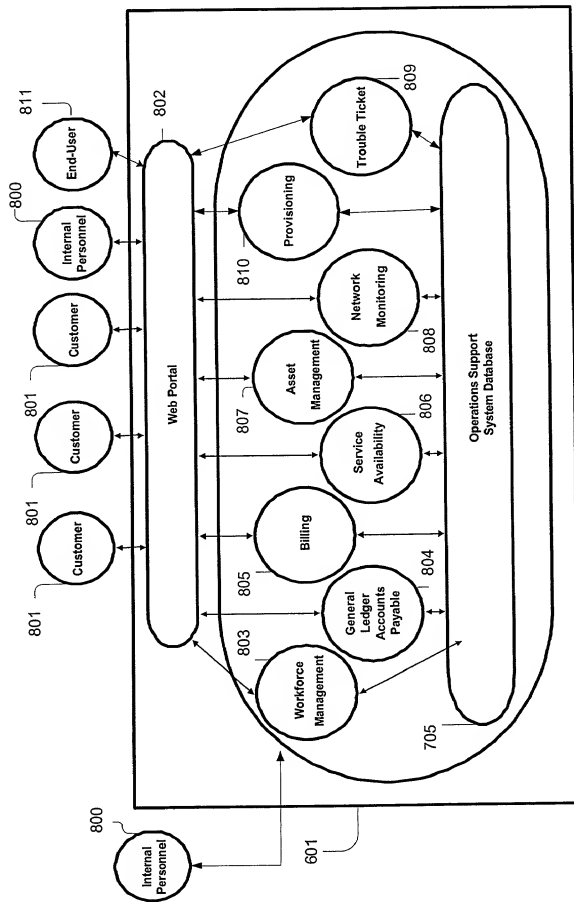 800
Internal
Personnel
601
801
Customer
801
Customer
801
Customer
800
Internal
Personnel
811
End-User
802
Web Portal
803
Workforce
Management
804
General
Ledger
Accounts
Payable
805
Billing
806
Service
Availability
807
Asset
Management
808
Network
Monitoring
810
Provisioning
809
Trouble Ticket
705
Operations Support
System Database